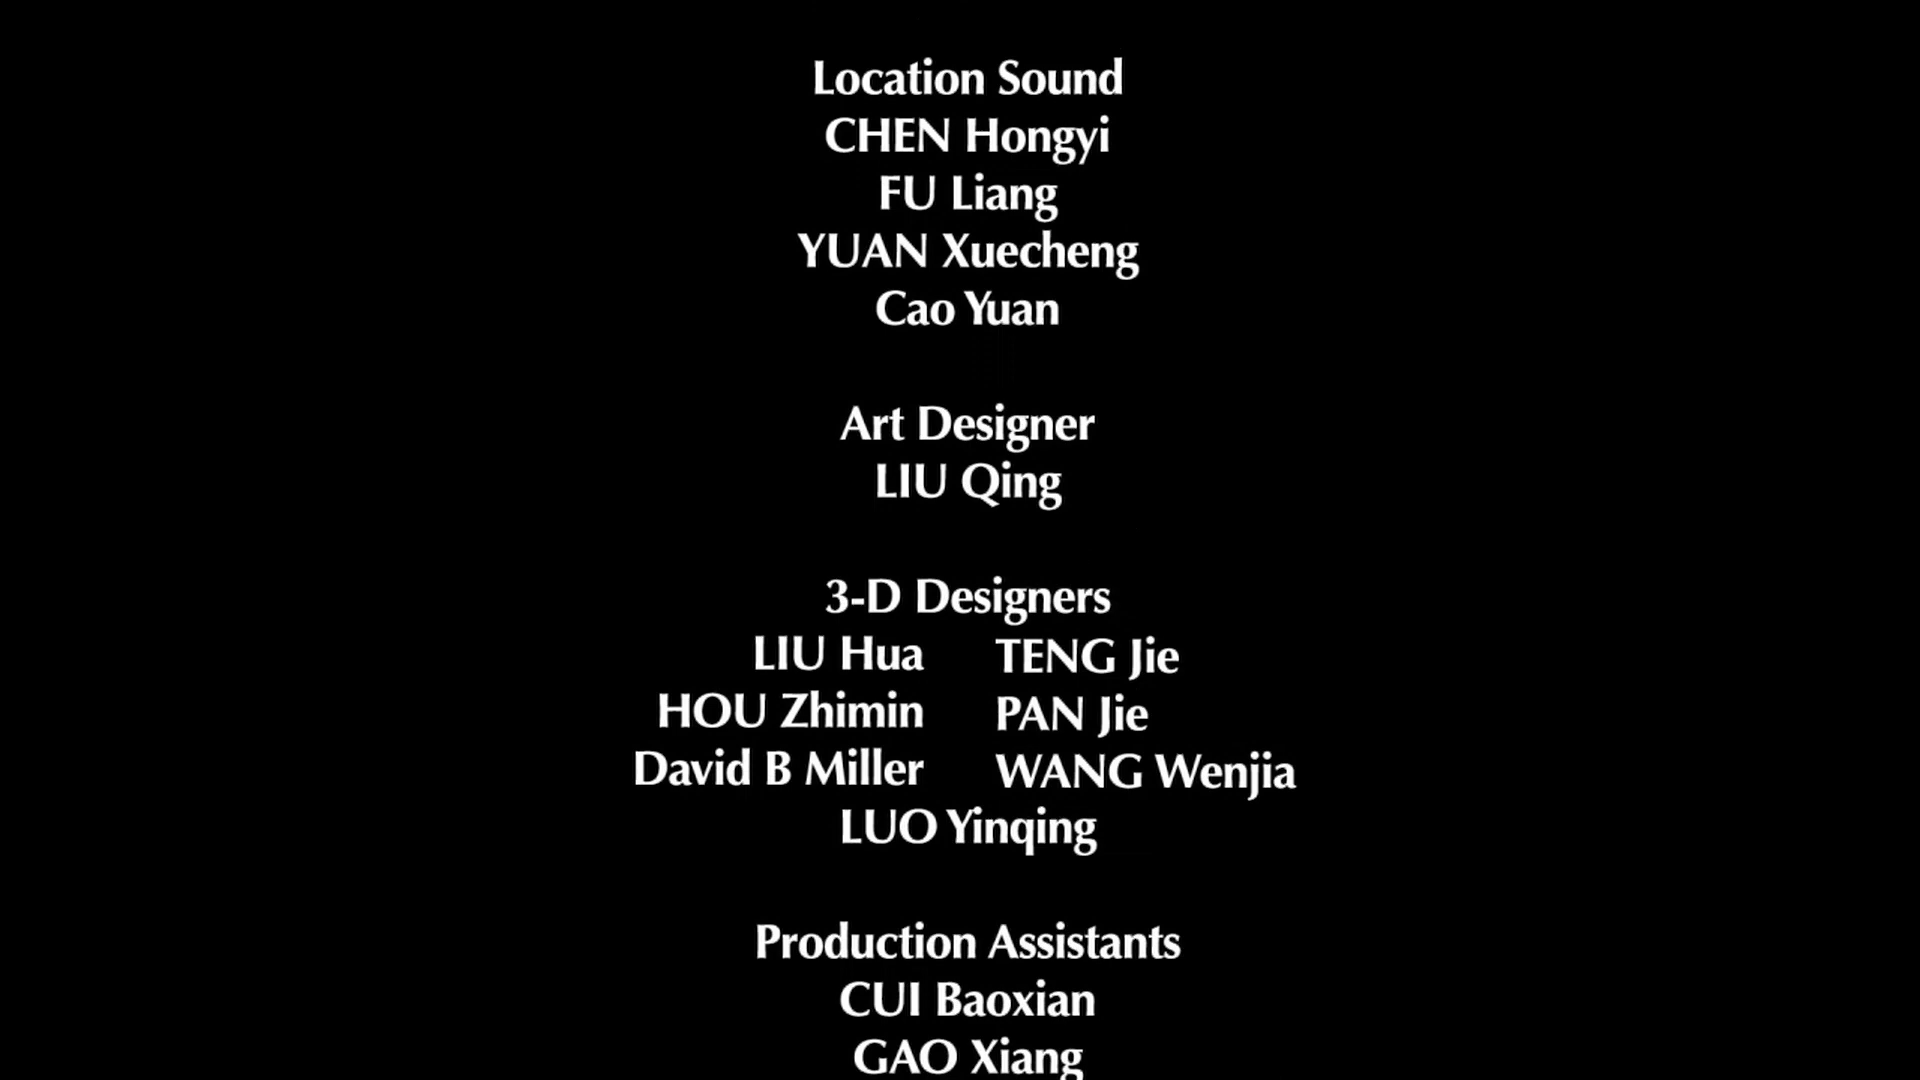 Location Sound
CHEN Hongyi
FU Liang
YUAN Xuecheng
Cao Yuan
Art Designer
LIU Qing
3-D Designers
LIU Hua TENG Jie
HOU Zhimin PAN Jie
David B Miller WANG Wenjia
LUO Yinqing
Production Assistants
CUI Baoxian
GAO Xiang